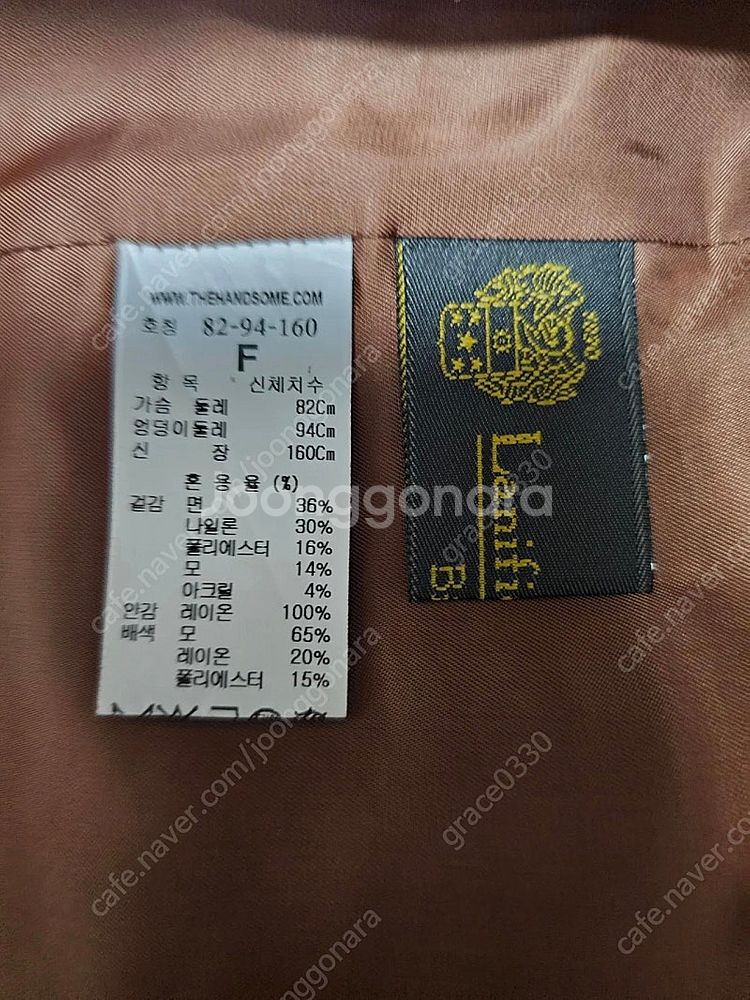 WWW.THEHANDSOME.COM
호칭 82-94-160
F
항 목 신체치수
가슴 둘레 82Cm
엉덩이둘레 94Cm
신 장 160Cm
혼 용 율 (%)
겉감 면 36%
나일론 30%
폴리에스터 16%
모 14%
아크릴 4%
안감 레이온 100%
배색 모 65%
레이온 20%
폴리에스터 15%
Lanifi
Joonggonara
cafe.naver.com/joonggonara
grace0330